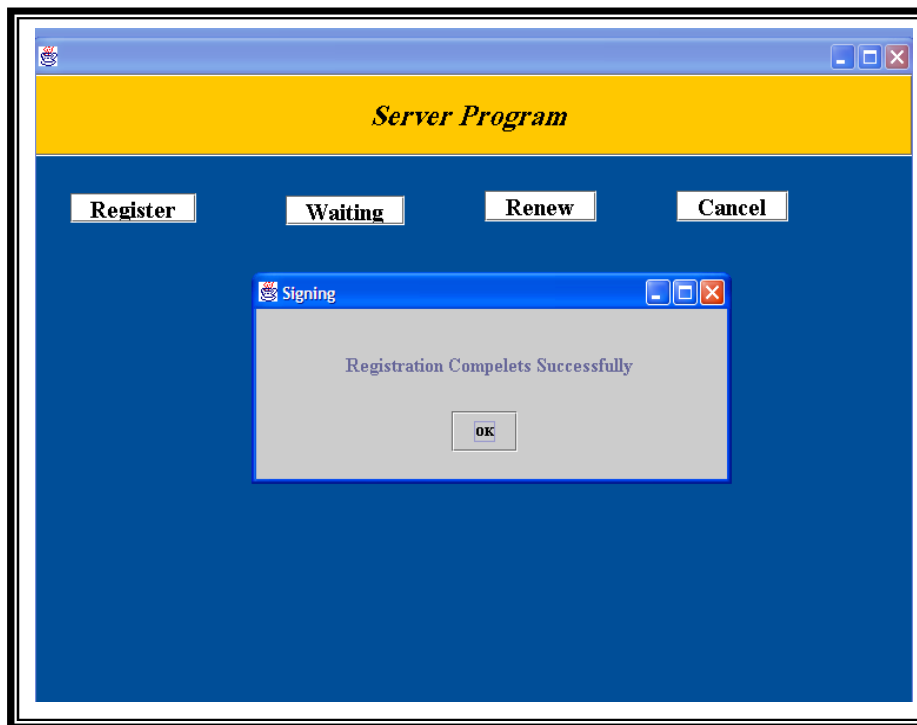 Server Program
Register Waiting Renew Cancel
Signing
Registration Compelets Successfully
OK